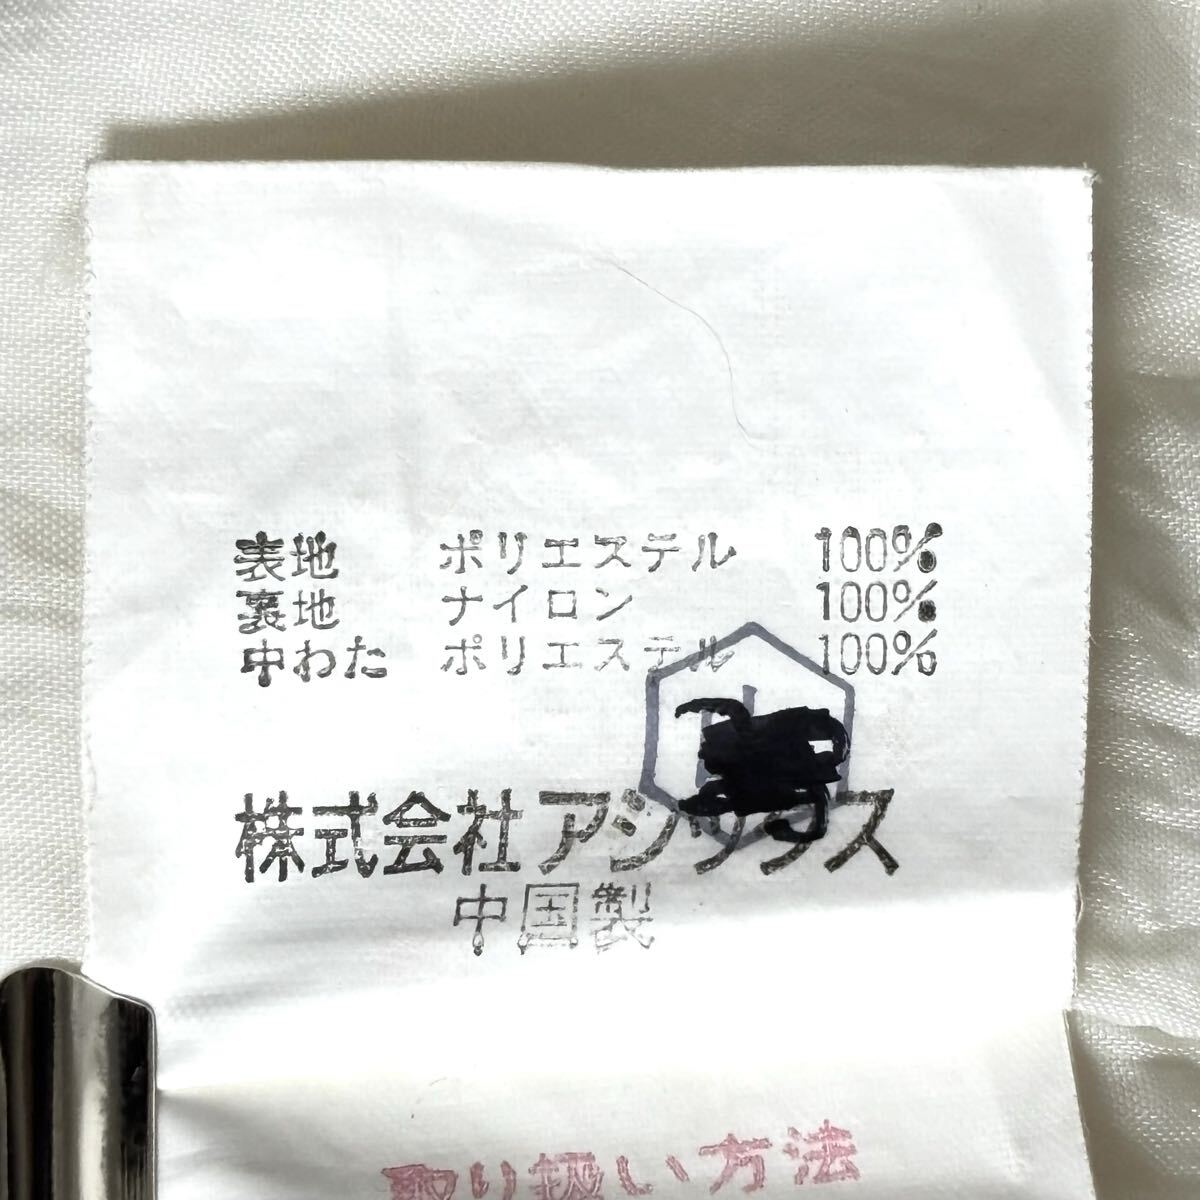 表地 ポリエステル 100%
裏地 ナイロン 100%
中わた ポリエステル 100%
株式会社アシックス
中国製
取り扱い方法